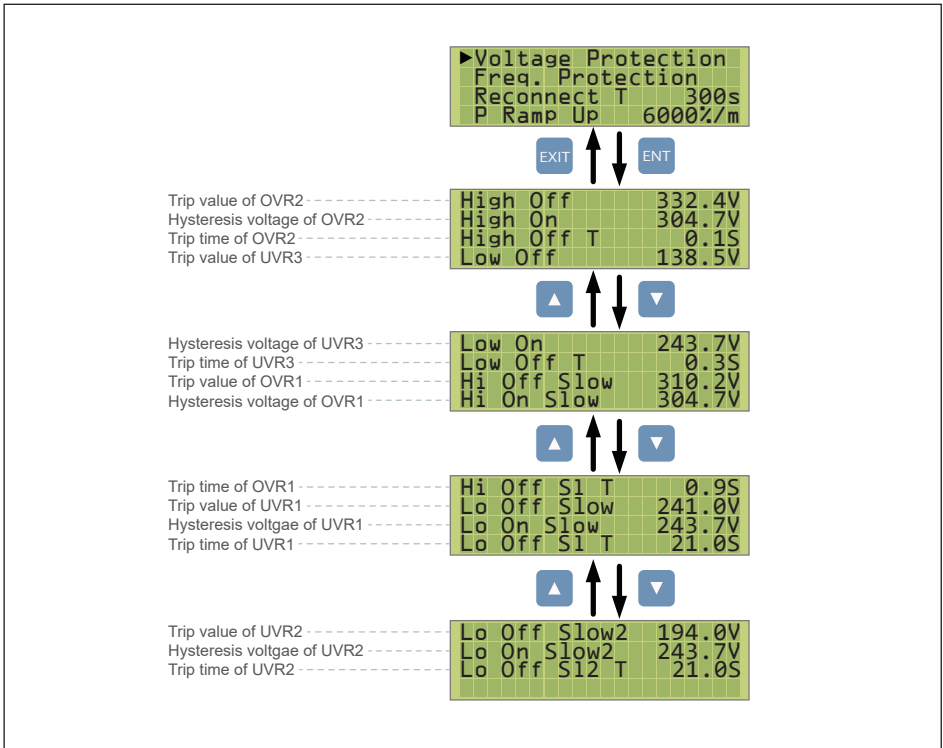 ▶Voltage Protection
Freq. Protection
Reconnect T 300s
P Ramp Up 6000%/m
EXIT ENT
Trip value of OVR2 High Off 332.4V
Hysteresis voltage of OVR2 High On 304.7V
Trip time of OVR2 High Off T 0.1S
Trip value of UVR3 Low Off 138.5V
Hysteresis voltage of UVR3 Low On 243.7V
Trip time of UVR3 Low Off T 0.3S
Trip value of OVR1 Hi Off Slow 310.2V
Hysteresis voltage of OVR1 Hi On Slow 304.7V
Trip time of OVR1 Hi Off Sl T 0.9S
Trip value of UVR1 Lo Off Slow 241.0V
Hysteresis voltgae of UVR1 Lo On Slow 243.7V
Trip time of UVR1 Lo Off Sl T 21.0S
Trip value of UVR2 Lo Off Slow2 194.0V
Hysteresis voltgae of UVR2 Lo On Slow2 243.7V
Trip time of UVR2 Lo Off Sl2 T 21.0S